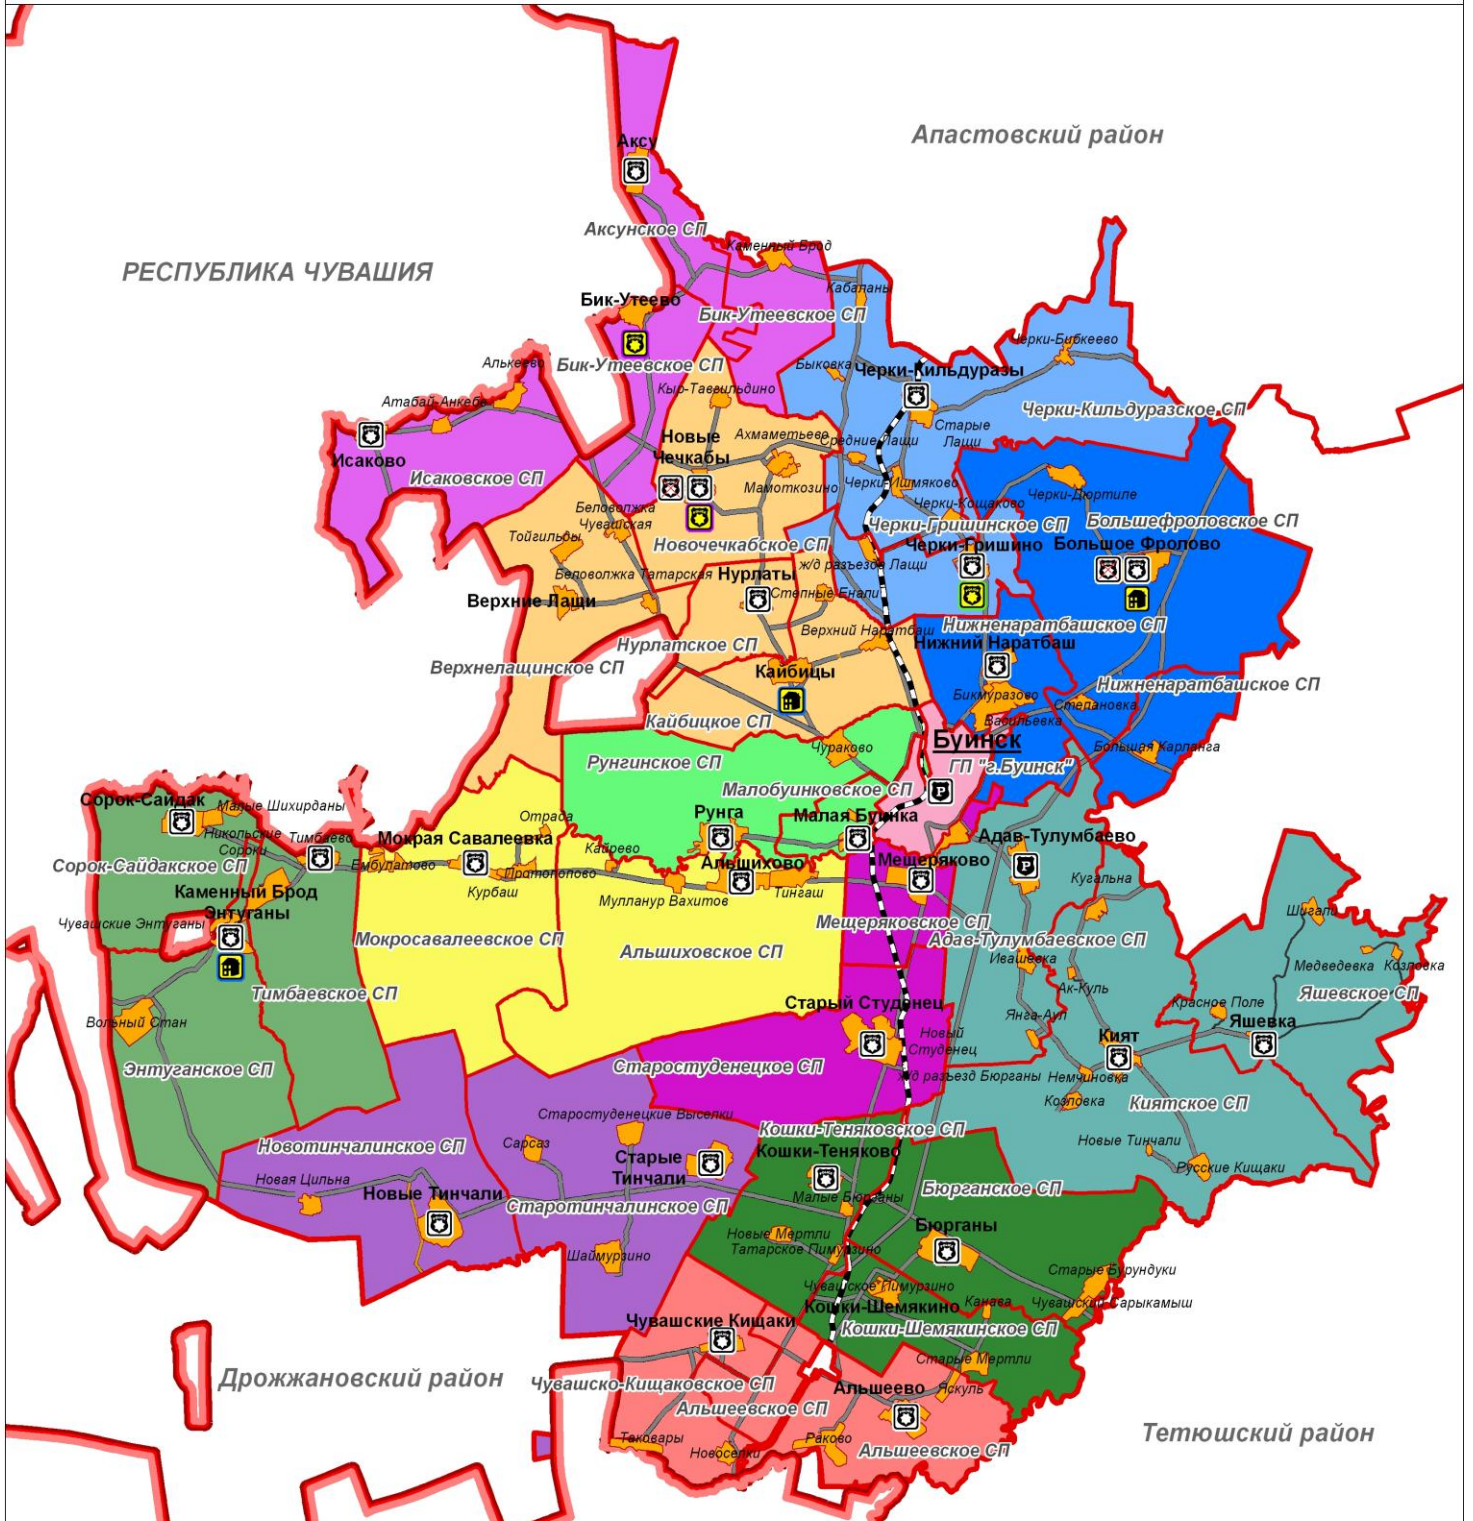 Апастовский район
Аксу
Аксунское СП
РЕСПУБЛИКА ЧУВАШИЯ
Каменный Брод
Кабаланы
Бик-Утеево
Бик-Утеевское СП
Черки-Бибкеево
Алькеево
Бик-Утеевское СП
Быковка
Черки-Кильдуразы
Кыр-Тавгильдино
Атабай-Анкебе
Черки-Кильдуразское СП
Старые
Лащи
Новые
Чечкабы
Ахмаметьево
Средние Лащи
Исаково
Исаковское СП
Мамоткозино
Черки-Ишмяково
Черки-Дюртиле
Черки-Кощаково
Беловолжка
Чувашская
Черки-Гришинское СП
Большефроловское СП
Тойгильды
Новочечкабское СП
Черки-Гришино
Большое Фролово
ж/д разъезд Лащи
Беловолжка Татарская
Нурлаты
Степные Енали
Верхние Лащи
Нижненаратбашское СП
Верхний Наратбаш
Нижний Наратбаш
Нурлатское СП
Верхнелащинское СП
Кайбицы
Нижненаратбашское СП
Бикмуразово
Степановка
Кайбицкое СП
Васильевка
Чураково
Буинск
Большая Карланга
Рунгинское СП
ГП "г.Буинск"
Малобуинковское СП
Сорок-Сайдак
Малые Шихирданы
Отрада
Рунга
Малая Буинка
Никольские
Сороки
Тимбаево
Мокрая Савалеевка
Адав-Тулумбаево
Кайрево
Сорок-Сайдакское СП
Ембулатово
Протопопово
Альшихово
Мещеряково
Кугальна
Каменный Брод
Курбаш
Мулланур Вахитов
Тингаш
Энтуганы
Чувашские Энтуганы
Мещеряковское СП
Шигали
Мокросавалеевское СП
Альшиховское СП
Адав-Тулумбаевское СП
Ивашевка
Медведевка
Козловка
Тимбаевское СП
Ак-Куль
Яшевское СП
Старый Студенец
Красное Поле
Вольный Стан
Янга-Аул
Яшевка
Новый
Студенец
Кият
Энтуганское СП
Старостуденецкое СП
ж/д разъезд Бюрганы
Немчиновка
Козловка
Киятское СП
Старостуденецкие Выселки
Кошки-Теняковское СП
Новотинчалинское СП
Сарсаз
Новые Тинчали
Старые
Тинчали
Кошки-Теняково
Русские Кищаки
Новая Цильна
Новые Тинчали
Малые Бюрганы
Бюрганское СП
Старотинчалинское СП
Бюрганы
Новые Мертли
Татарское Пимурзино
Шаймурзино
Старые Бурундуки
Чувашское Пимурзино
Чувашский Сарыкамыш
Канава
Кошки-Шемякино
Чувашские Кищаки
Кошки-Шемякинское СП
Старые Мертли
Дрожжановский район
Чувашско-Кищаковское СП
Альшеево
Яскуль
Альшеевское СП
Тетюшский район
Таковары
Раково
Новоселки
Альшеевское СП